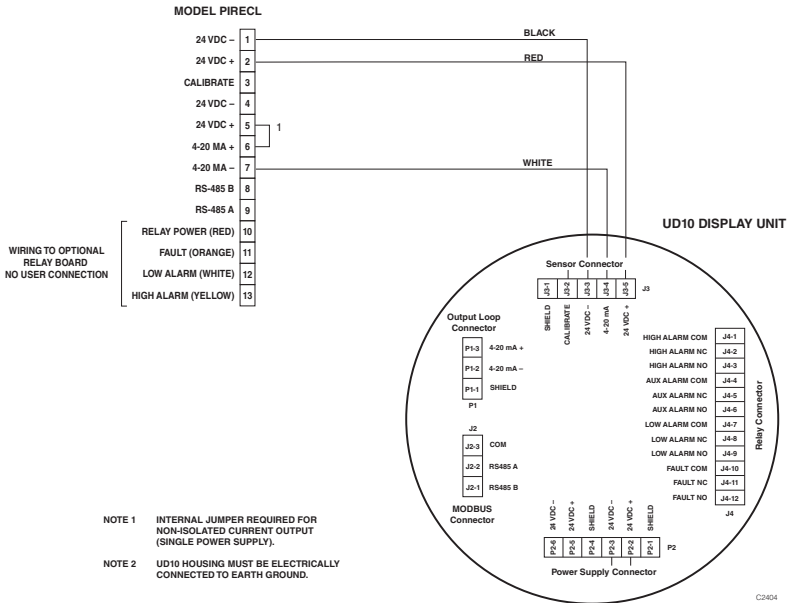 MODEL PIRECL
24 VDC – 1
24 VDC + 2
CALIBRATE 3
24 VDC – 4
24 VDC + 5
4-20 MA + 6
4-20 MA – 7
RS-485 B 8
RS-485 A 9
RELAY POWER (RED) 10
FAULT (ORANGE) 11
LOW ALARM (WHITE) 12
HIGH ALARM (YELLOW) 13
1
BLACK
RED
WHITE
WIRING TO OPTIONAL
RELAY BOARD
NO USER CONNECTION
UD10 DISPLAY UNIT
Sensor Connector
J3-1 J3-2 J3-3 J3-4 J3-5 J3
SHIELD
CALIBRATE
24 VDC –
4-20 mA
24 VDC +
Output Loop
Connector
P1-3 4-20 mA +
P1-2 4-20 mA –
P1-1 SHIELD
P1
J2
J2-3 COM
J2-2 RS485 A
J2-1 RS485 B
MODBUS
Connector
HIGH ALARM COM J4-1
HIGH ALARM NC J4-2
HIGH ALARM NO J4-3
AUX ALARM COM J4-4
AUX ALARM NC J4-5
AUX ALARM NO J4-6
LOW ALARM COM J4-7
LOW ALARM NC J4-8
LOW ALARM NO J4-9
FAULT COM J4-10
FAULT NC J4-11
FAULT NO J4-12
J4
Relay Connector
24 VDC –
24 VDC +
SHIELD
24 VDC –
24 VDC +
SHIELD
P2-6 P2-5 P2-4 P2-3 P2-2 P2-1 P2
Power Supply Connector
NOTE 1 INTERNAL JUMPER REQUIRED FOR
NON-ISOLATED CURRENT OUTPUT
(SINGLE POWER SUPPLY).
NOTE 2 UD10 HOUSING MUST BE ELECTRICALLY
CONNECTED TO EARTH GROUND.
C2404